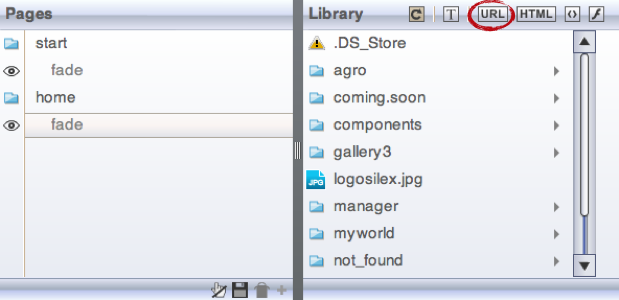 Pages
start
fade
home
fade
Library C T URL HTML <> f
.DS_Store
agro
coming.soon
components
gallery3
JPG logosilex.jpg
manager
myworld
not_found